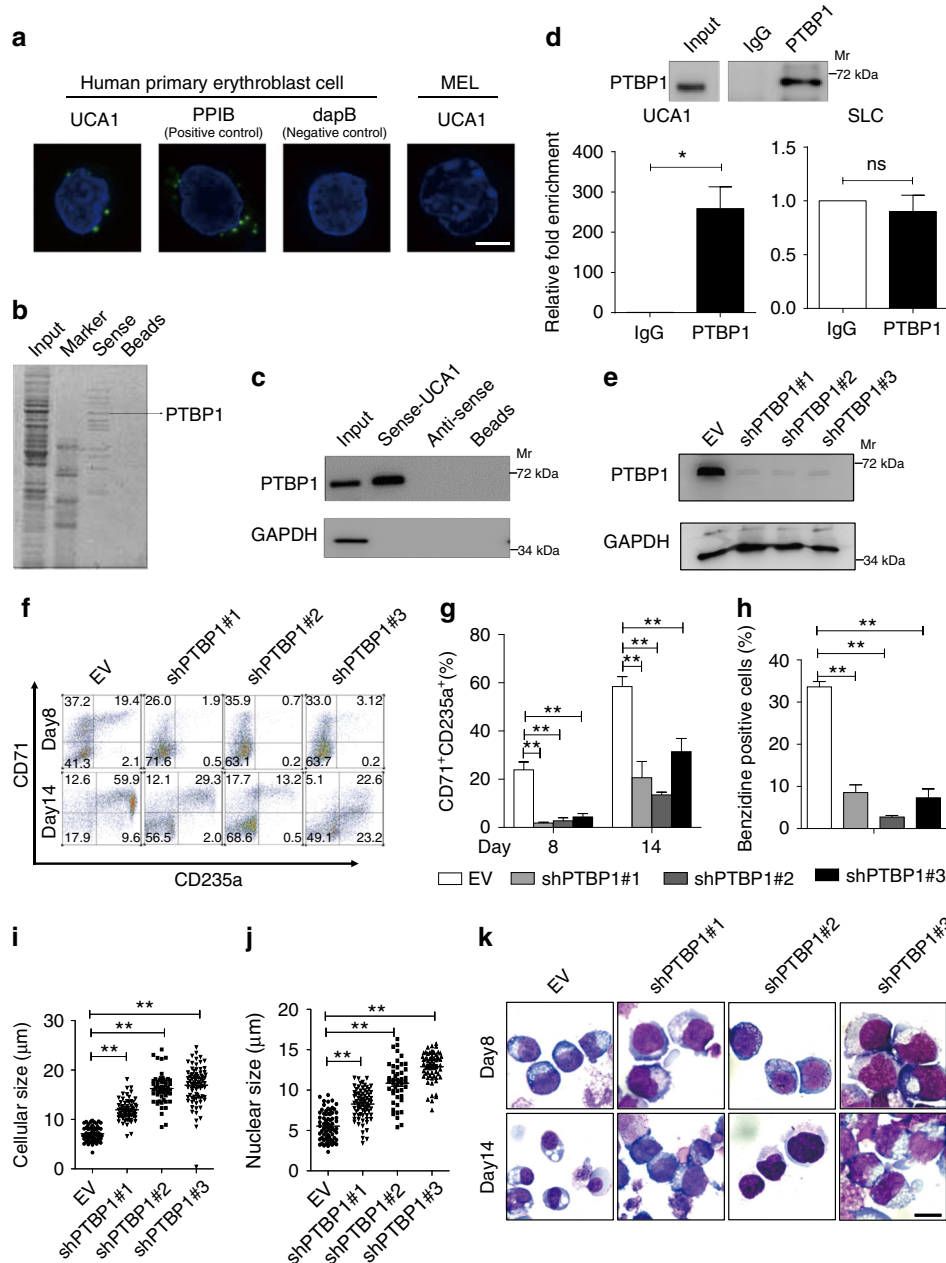 a
Human primary erythroblast cell
MEL
UCA1
PPIB
(Positive control)
dapB
(Negative control)
UCA1
b
Input
Marker
Sense
Beads
PTBP1
c
Input
Sense-UCA1
Anti-sense
Beads
Mr
PTBP1
72 kDa
GAPDH
34 kDa
d
Input
IgG
PTBP1
Mr
PTBP1
72 kDa
UCA1
SLC
Relative fold enrichment
400
300
200
100
0
*
IgG
PTBP1
1.5
1.0
0.5
0.0
ns
IgG
PTBP1
e
EV
shPTBP1#1
shPTBP1#2
shPTBP1#3
Mr
PTBP1
72 kDa
GAPDH
34 kDa
f
EV
shPTBP1#1
shPTBP1#2
shPTBP1#3
CD71
Day8
37.2 19.4 26.0 1.9 35.9 0.7 33.0 3.12
41.3 2.1 71.6 0.5 63.1 0.2 63.7 0.2
Day14
12.6 59.9 12.1 29.3 17.7 13.2 5.1 22.6
17.9 9.6 56.5 2.0 68.6 0.5 49.1 23.2
CD235a
g
CD71+CD235a+(%)
80
60
40
20
0
**
**
**
**
**
**
Day 8 14
h
Benzidine positive cells (%)
40
30
20
10
0
**
**
**
EV shPTBP1#1 shPTBP1#2 shPTBP1#3
i
Cellular size (μm)
30
20
10
0
**
**
**
EV
shPTBP1#1
shPTBP1#2
shPTBP1#3
j
Nuclear size (μm)
20
15
10
5
0
**
**
**
EV
shPTBP1#1
shPTBP1#2
shPTBP1#3
k
EV
shPTBP1#1
shPTBP1#2
shPTBP1#3
Day8
Day14